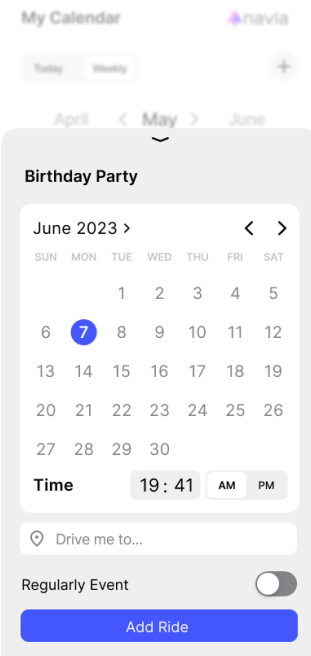 My Calendar navia
Today Weekly +
April < May > June
Birthday Party
June 2023 >
SUN MON TUE WED THU FRI SAT
1 2 3 4 5
6 7 8 9 10 11 12
13 14 15 16 17 18 19
20 21 22 23 24 25 26
27 28 29 30
Time 19: 41 AM PM
Drive me to...
Regularly Event
Add Ride